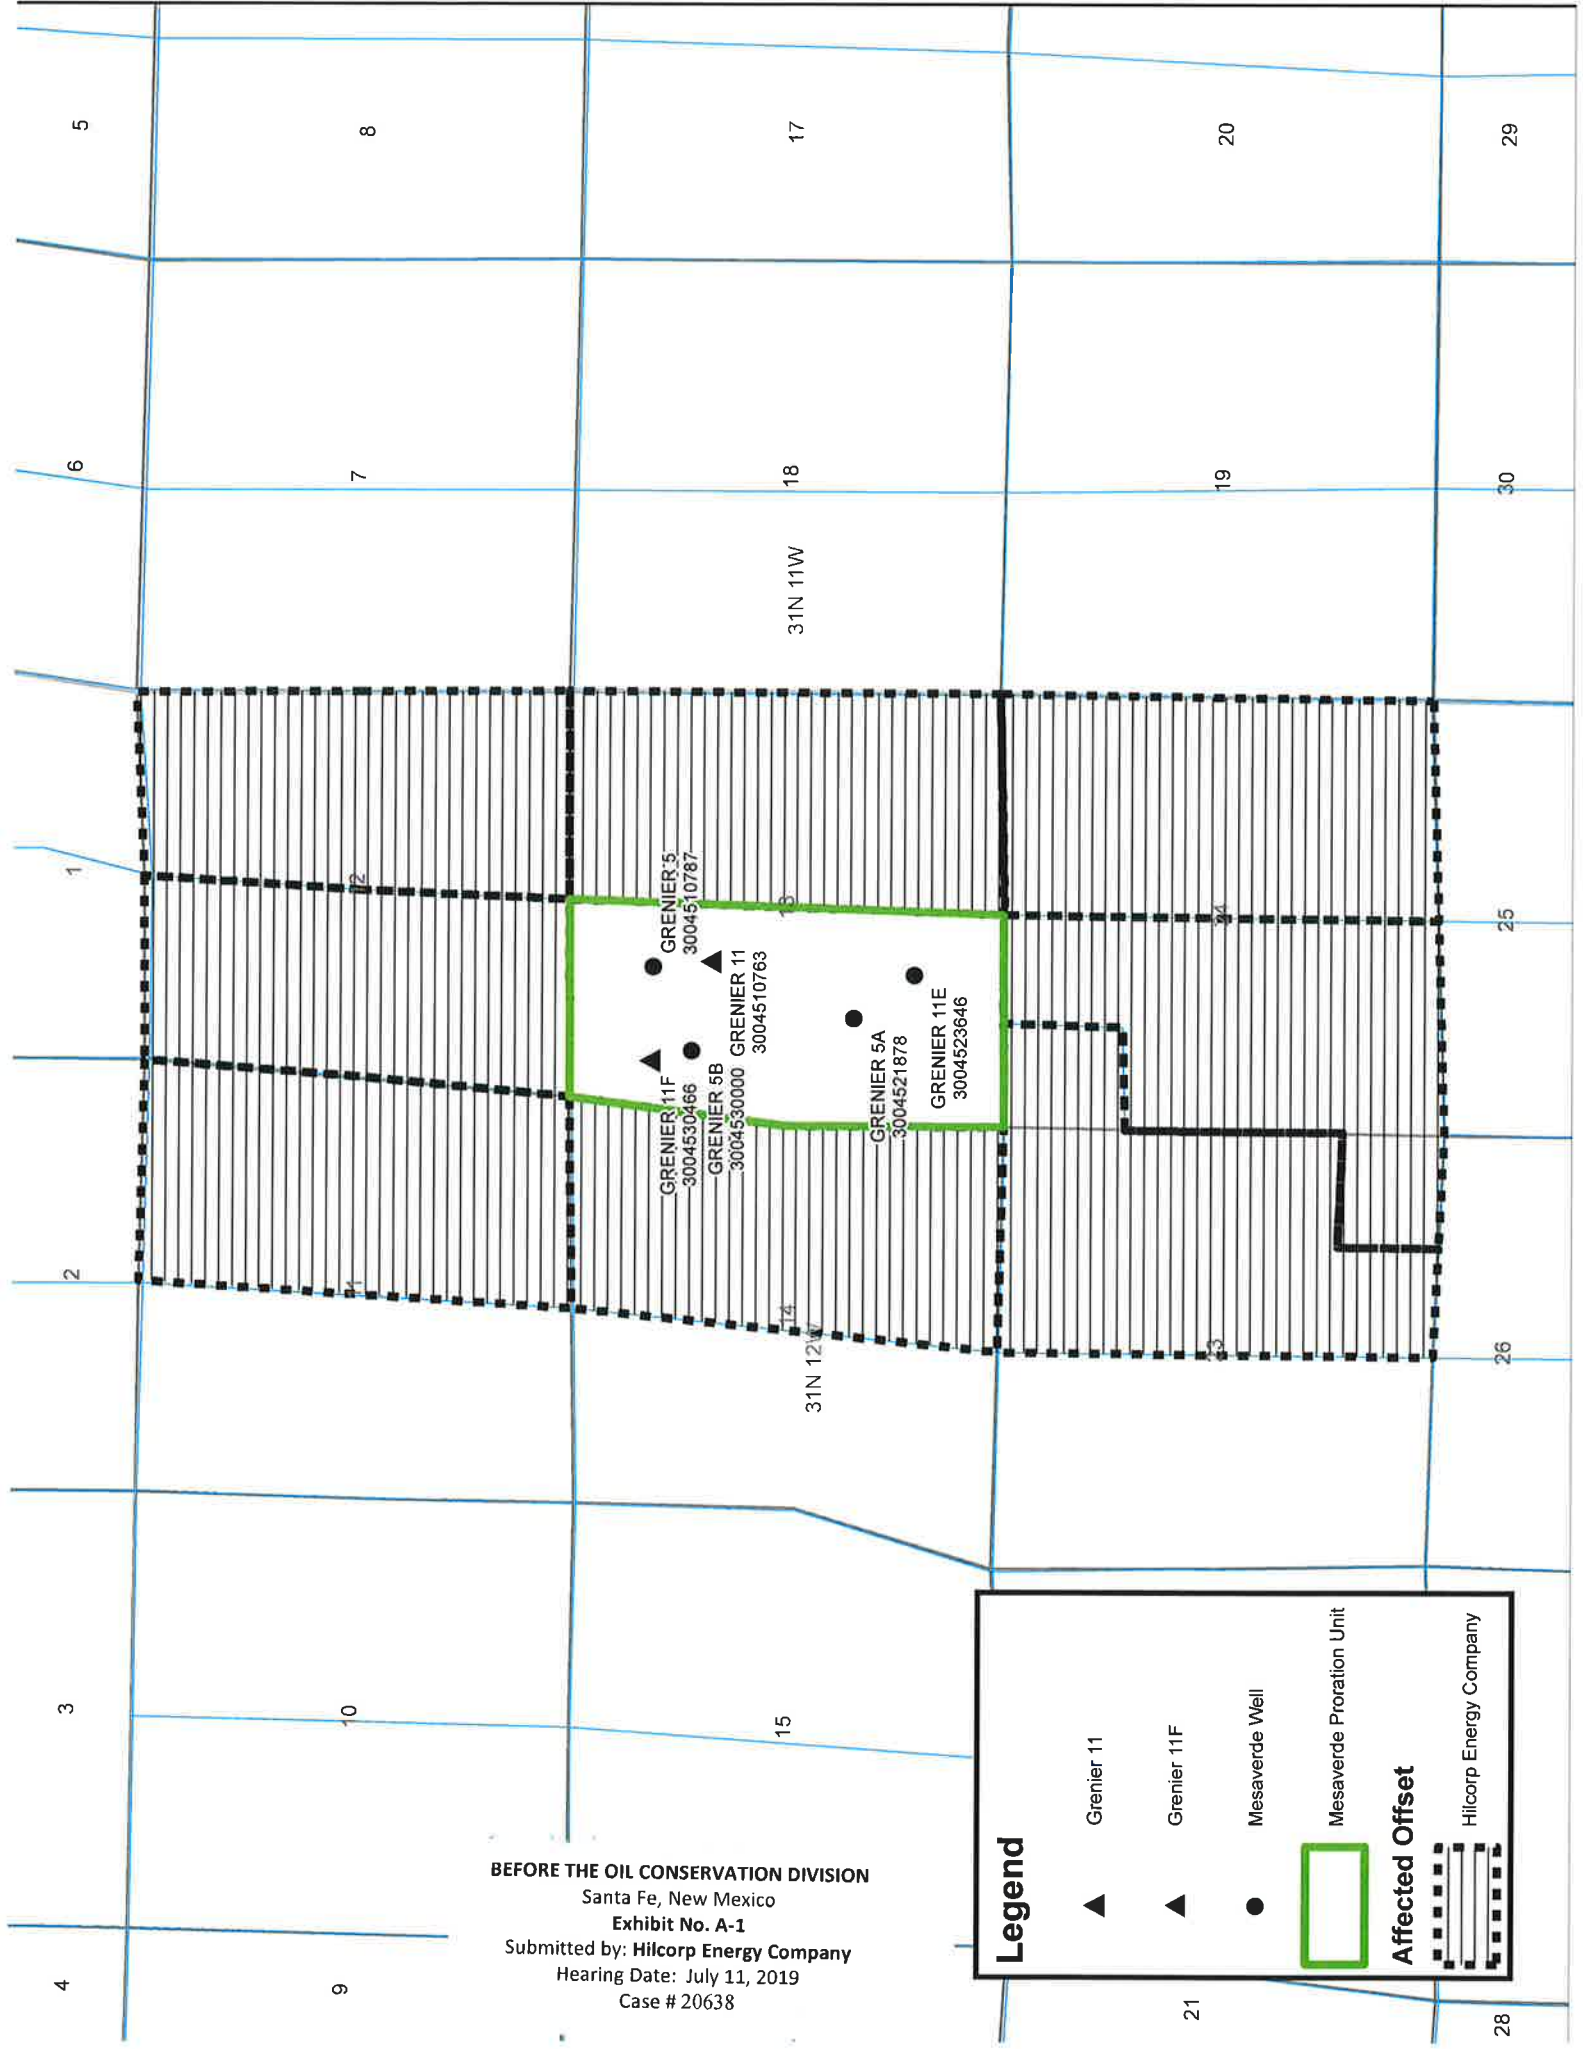 5
8
17
20
29
6
7
18
19
30
31N 11W
1
12
13
24
25
GRENIER 5
3004510787
GRENIER 11
3004510763
GRENIER 11F
3004530466
GRENIER 5B
3004530000
GRENIER 5A
3004521878
GRENIER 11E
3004523646
2
11
14
23
26
31N 12W
3
10
15
4
9
21
28
BEFORE THE OIL CONSERVATION DIVISION
Santa Fe, New Mexico
Exhibit No. A-1
Submitted by: Hilcorp Energy Company
Hearing Date: July 11, 2019
Case # 20638
Legend
Grenier 11
Grenier 11F
Mesaverde Well
Mesaverde Proration Unit
Affected Offset
Hilcorp Energy Company